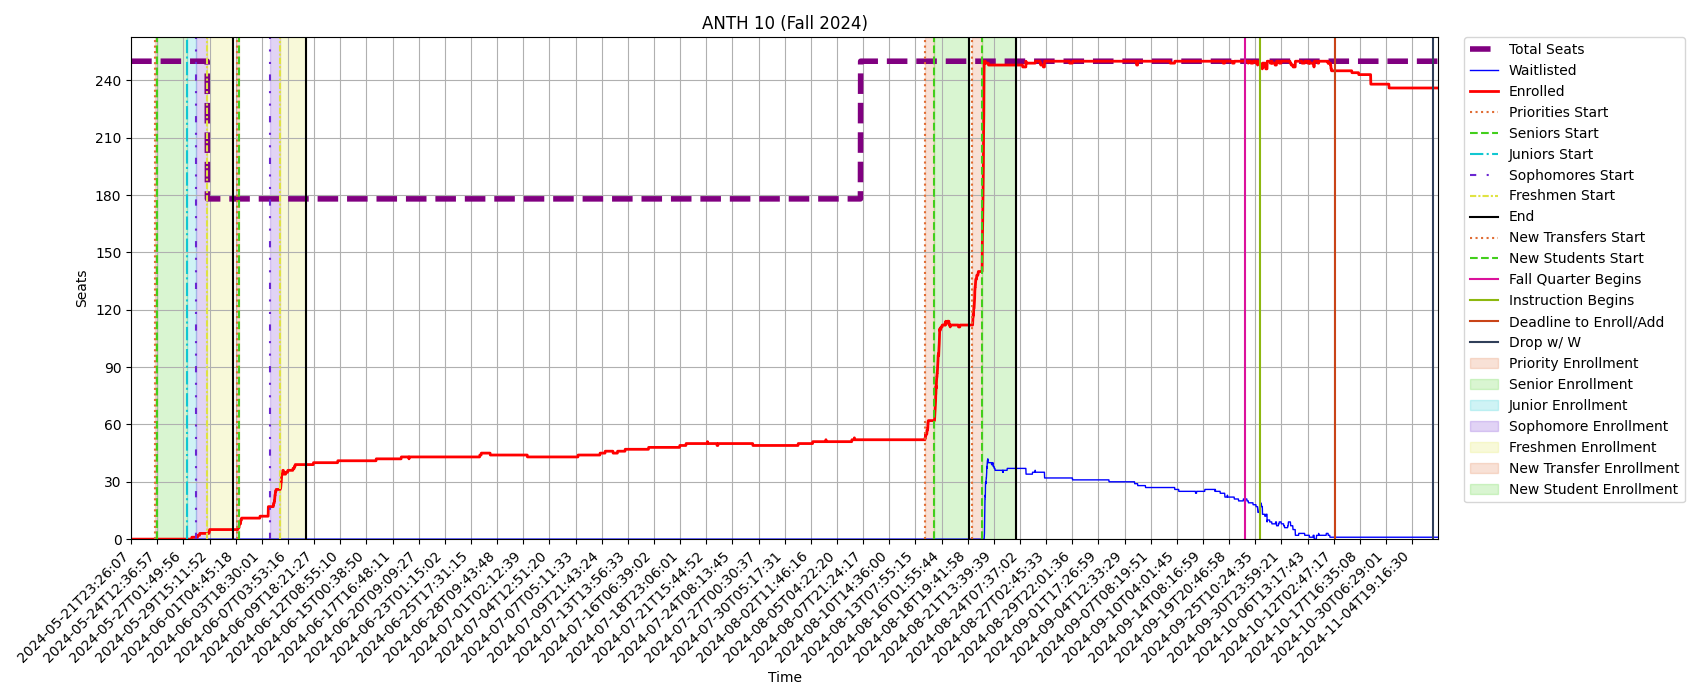 ANTH 10 (Fall 2024)
Seats
240
210
180
150
120
90
60
30
0
2024-05-21T23:26:07
2024-05-24T12:36:57
2024-05-27T01:49:56
2024-05-29T15:11:52
2024-06-01T04:45:18
2024-06-03T18:30:01
2024-06-07T03:53:16
2024-06-09T18:21:27
2024-06-12T08:55:10
2024-06-15T00:38:50
2024-06-17T16:48:11
2024-06-20T09:09:27
2024-06-23T01:15:02
2024-06-25T17:31:15
2024-06-28T09:43:48
2024-07-01T02:12:39
2024-07-04T12:51:20
2024-07-07T05:11:33
2024-07-09T21:43:24
2024-07-13T13:56:33
2024-07-16T06:39:02
2024-07-18T23:06:01
2024-07-21T15:44:52
2024-07-24T08:13:45
2024-07-27T00:30:37
2024-07-30T05:17:31
2024-08-02T11:46:16
2024-08-05T04:22:20
2024-08-07T21:24:17
2024-08-10T14:36:00
2024-08-13T07:55:15
2024-08-16T01:55:44
2024-08-18T19:41:58
2024-08-21T13:39:39
2024-08-24T07:37:02
2024-08-27T02:45:33
2024-08-29T22:01:36
2024-09-01T17:26:59
2024-09-04T12:33:29
2024-09-07T08:19:51
2024-09-10T04:01:45
2024-09-14T08:16:59
2024-09-19T20:46:58
2024-09-25T10:24:35
2024-09-30T23:59:21
2024-10-06T13:17:43
2024-10-12T02:47:17
2024-10-17T16:35:08
2024-10-30T06:29:01
2024-11-04T19:16:30
Time
Total Seats
Waitlisted
Enrolled
Priorities Start
Seniors Start
Juniors Start
Sophomores Start
Freshmen Start
End
New Transfers Start
New Students Start
Fall Quarter Begins
Instruction Begins
Deadline to Enroll/Add
Drop w/ W
Priority Enrollment
Senior Enrollment
Junior Enrollment
Sophomore Enrollment
Freshmen Enrollment
New Transfer Enrollment
New Student Enrollment